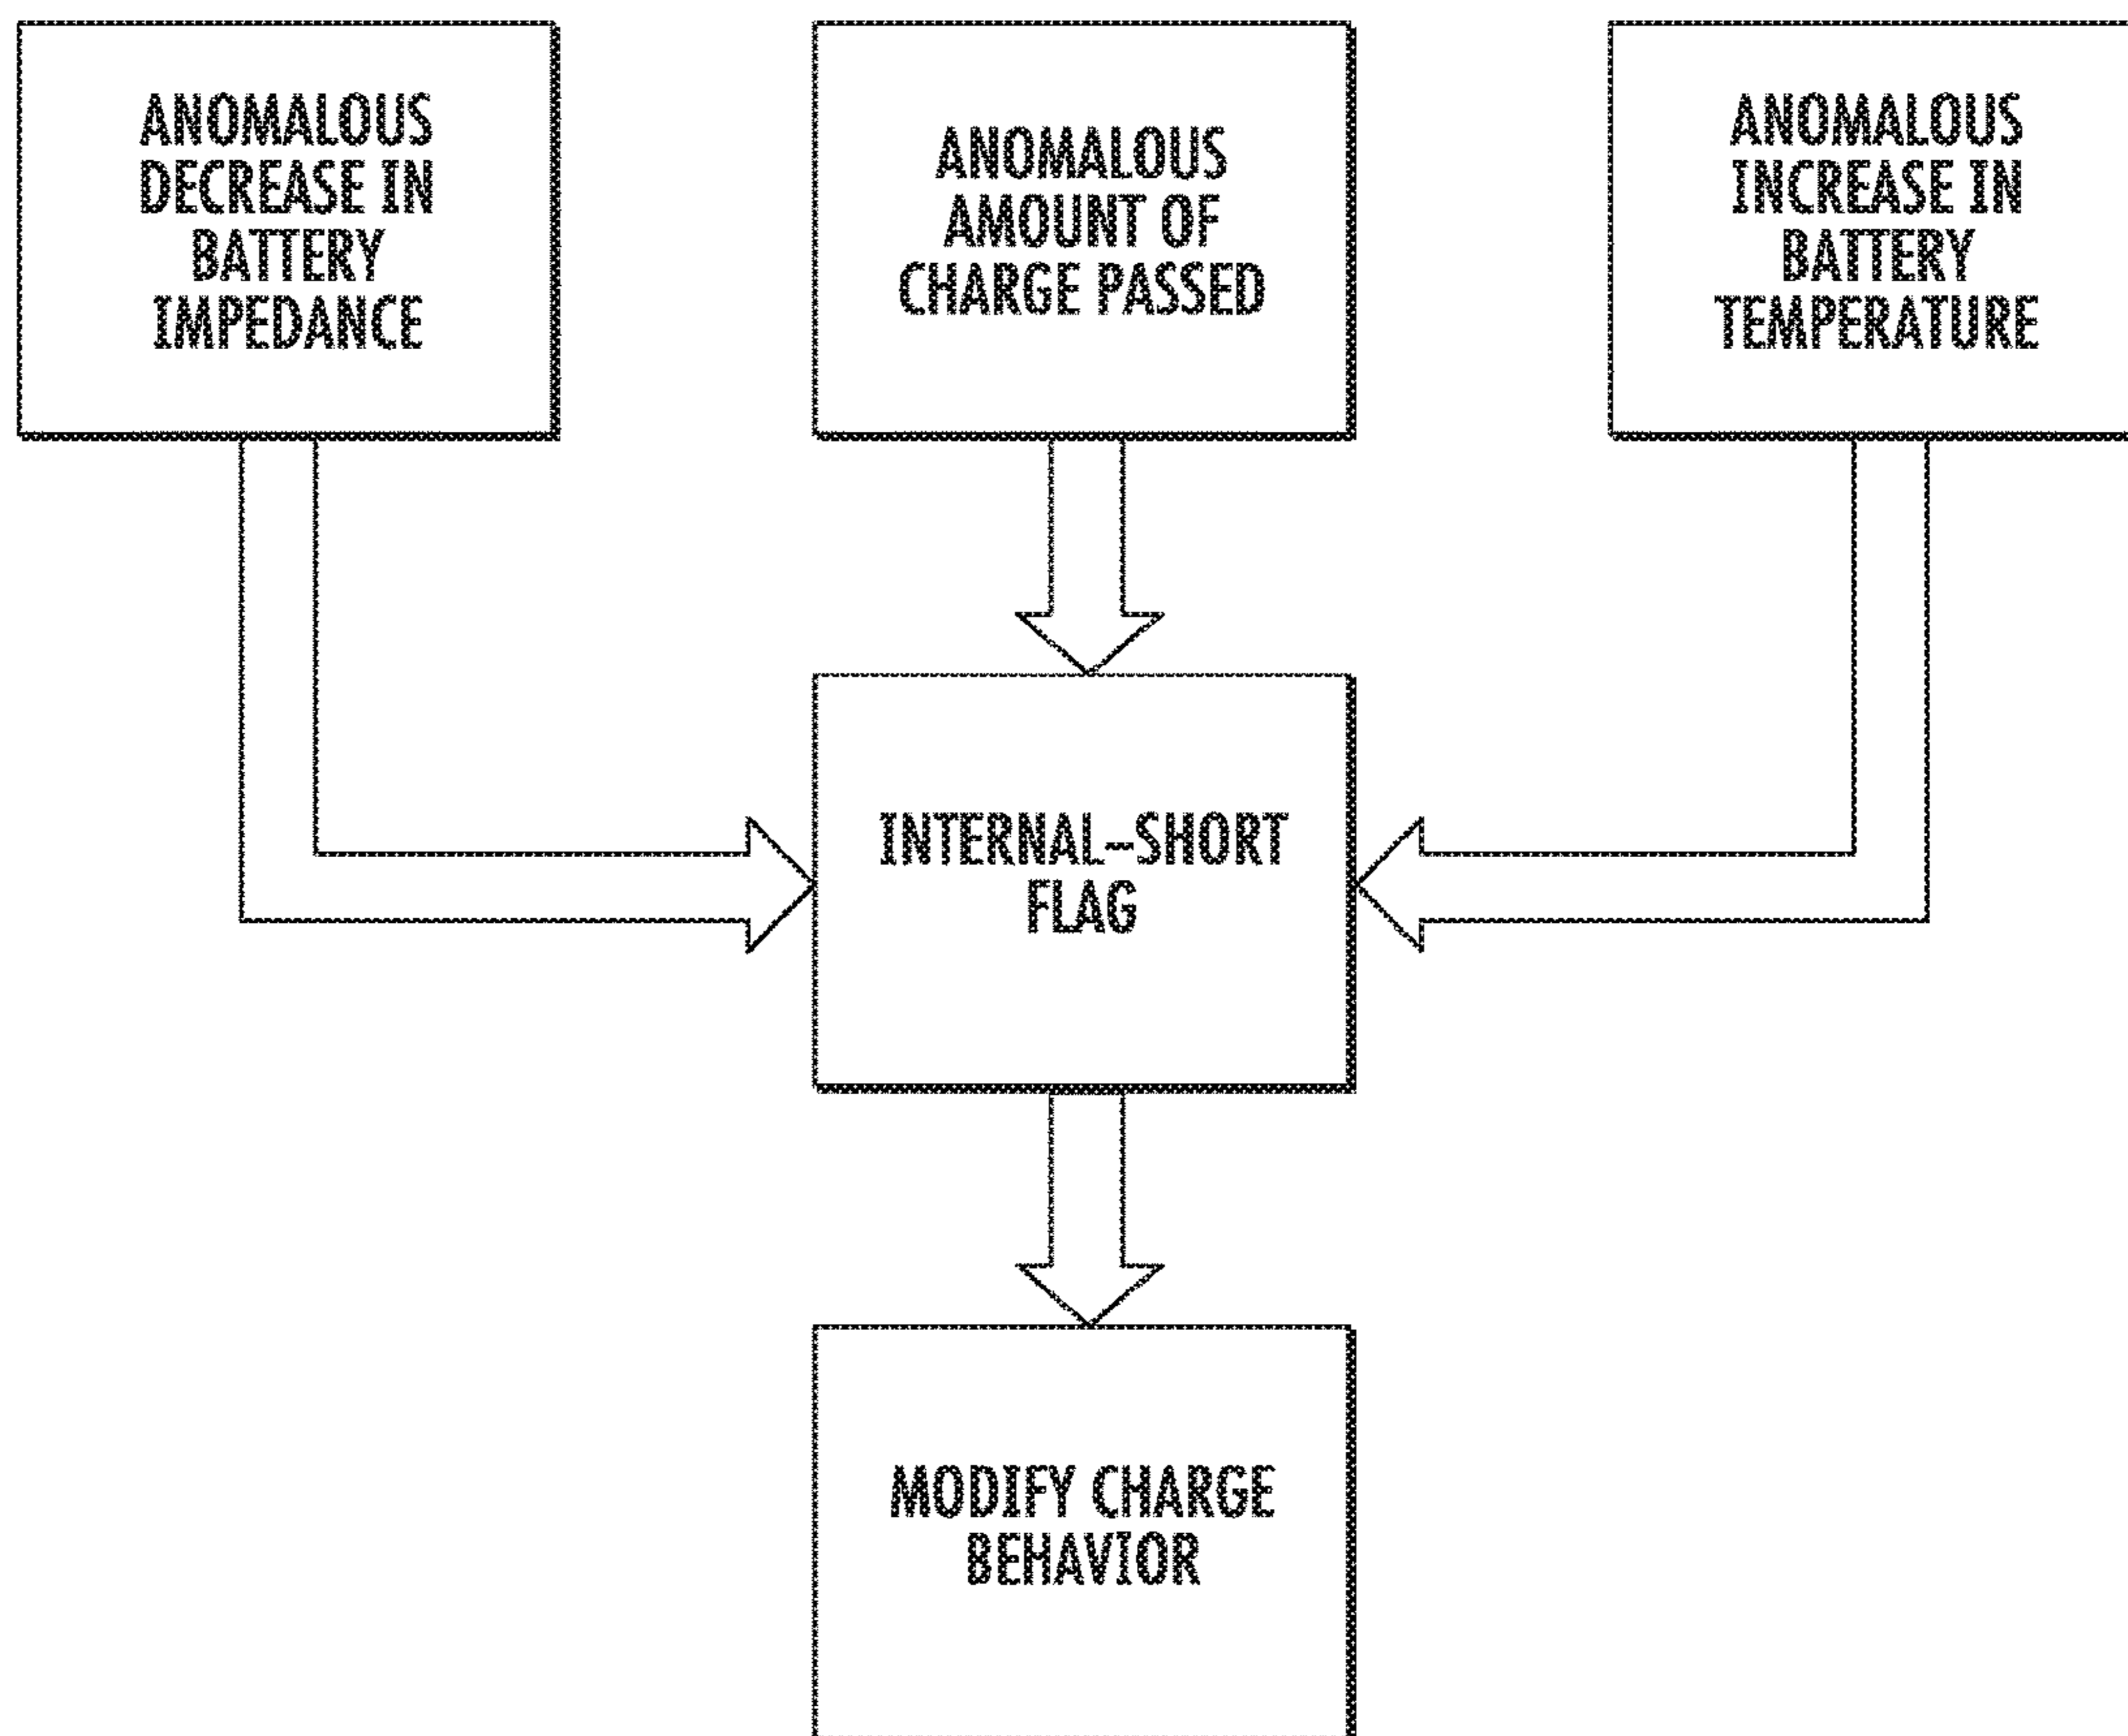 ANOMALOUS
DECREASE IN
BATTERY
IMPEDANCE
ANOMALOUS
AMOUNT OF
CHARGE PASSED
ANOMALOUS
INCREASE IN
BATTERY
TEMPERATURE
INTERNAL-SHORT
FLAG
MODIFY CHARGE
BEHAVIOR